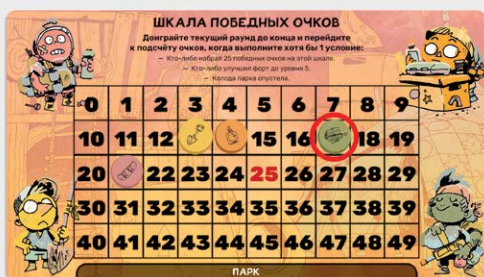 ШКАЛА ПОБЕДНЫХ ОЧКОВ
Доиграйте текущий раунд до конца и перейдите
к подсчёту очков, когда выполните хотя бы 1 условие:
— Кто-либо набрал 25 победных очков на этой шкале.
— Кто-либо улучшил форт до уровня 5.
— Колода парка опустела.
0 1 2 3 4 5 6 7 8 9
10 11 12 15 16 18 19
20 22 23 24 25 26 27 28 29
30 31 32 33 34 35 36 37 38 39
40 41 42 43 44 45 46 47 48 49
ПАРК